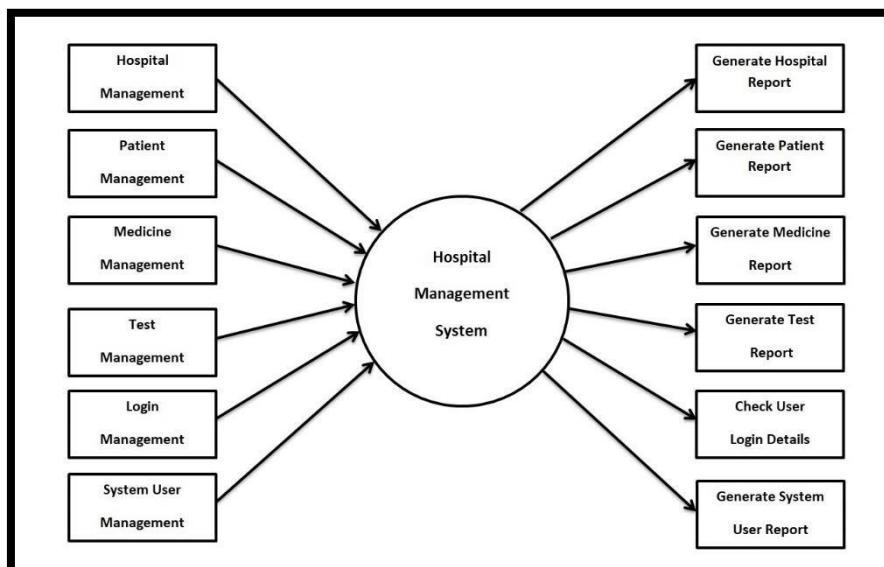 Hospital
Management
Patient
Management
Medicine
Management
Test
Management
Login
Management
System User
Management
Hospital
Management
System
Generate Hospital
Report
Generate Patient
Report
Generate Medicine
Report
Generate Test
Report
Check User
Login Details
Generate System
User Report